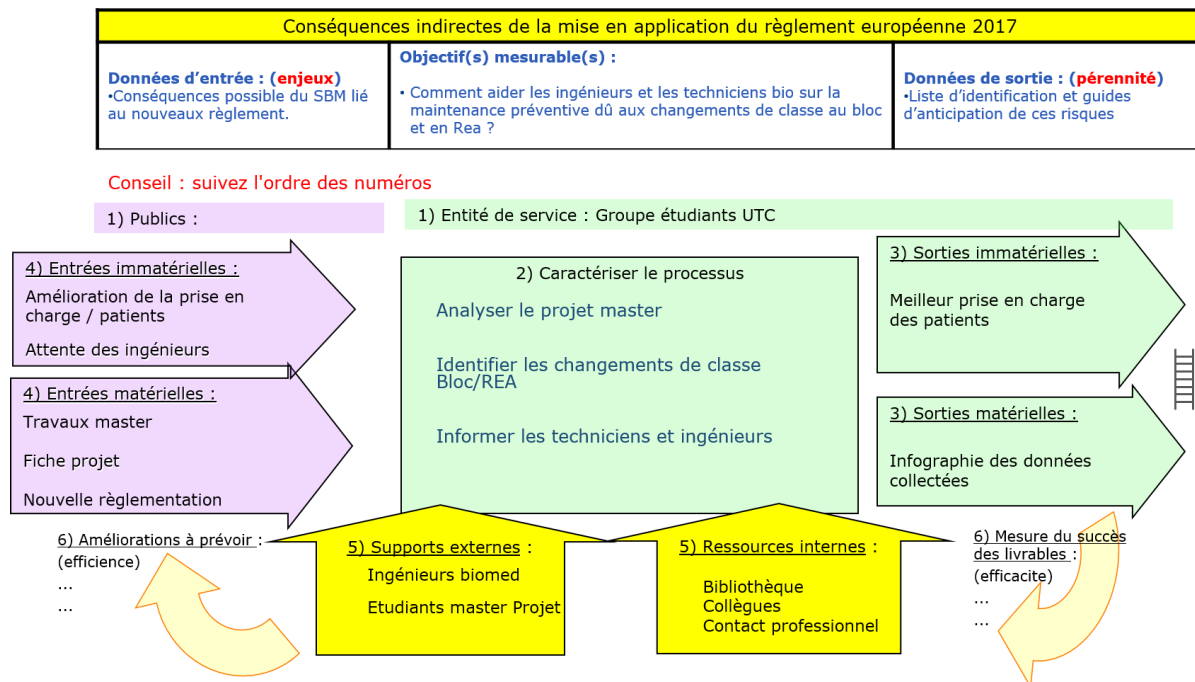 Conséquences indirectes de la mise en application du règlement européenne 2017
Données d'entrée : (enjeux)
•Conséquences possible du SBM lié
au nouveaux règlement.
Objectif(s) mesurable(s) :
• Comment aider les ingénieurs et les techniciens bio sur la
maintenance préventive dû aux changements de classe au bloc
et en Rea ?
Données de sortie : (pérennité)
•Liste d'identification et guides
d'anticipation de ces risques
Conseil : suivez l'ordre des numéros
1) Publics :
1) Entité de service : Groupe étudiants UTC
4) Entrées immatérielles :
Amélioration de la prise en
charge / patients
Attente des ingénieurs
4) Entrées matérielles :
Travaux master
Fiche projet
Nouvelle règlementation
2) Caractériser le processus
Analyser le projet master
Identifier les changements de classe
Bloc/REA
Informer les techniciens et ingénieurs
3) Sorties immatérielles :
Meilleur prise en charge
des patients
3) Sorties matérielles :
Infographie des données
collectées
6) Améliorations à prévoir :
(efficience)
...
...
5) Supports externes :
Ingénieurs biomed
Etudiants master Projet
5) Ressources internes :
Bibliothèque
Collègues
Contact professionnel
6) Mesure du succès
des livrables :
(efficacite)
...
...